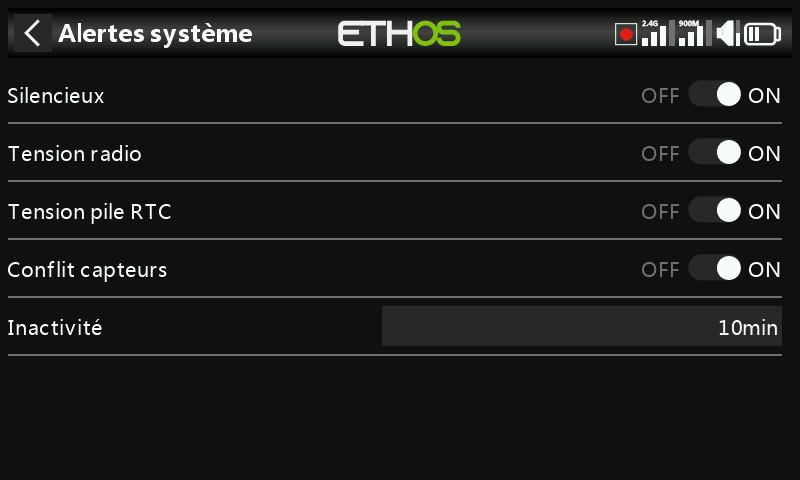 Alertes système ETHOS 2.4G 900M
Silencieux OFF ON
Tension radio OFF ON
Tension pile RTC OFF ON
Conflit capteurs OFF ON
Inactivité 10min